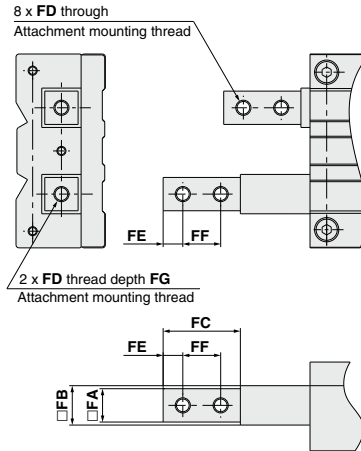 8 x FD through
Attachment mounting thread
FE FF
2 x FD thread depth FG
Attachment mounting thread
FC
FE FF
□FB
□FA